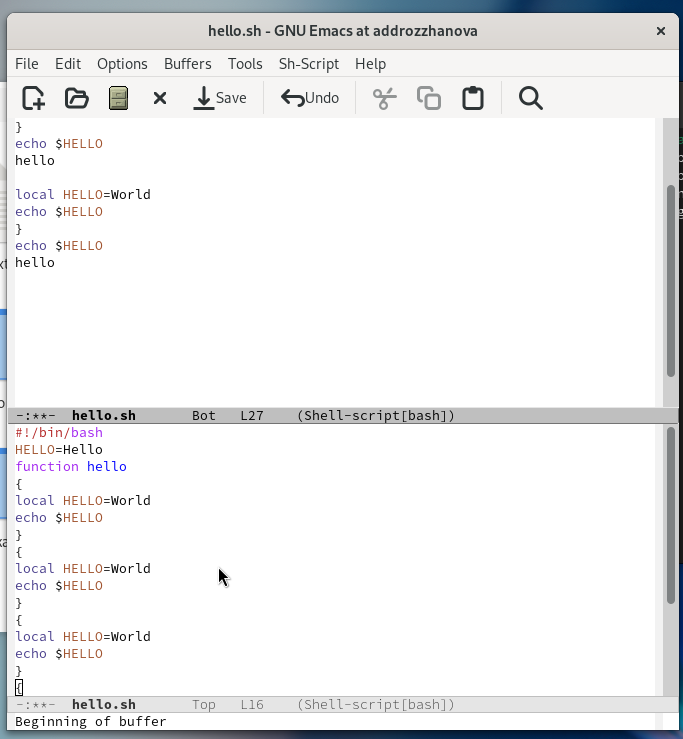 hello.sh - GNU Emacs at addrozzhanova
File Edit Options Buffers Tools Sh-Script Help
Save Undo
}
echo $HELLO
hello
local HELLO=World
echo $HELLO
}
echo $HELLO
hello
-:**- hello.sh Bot L27 (Shell-script[bash])
#!/bin/bash
HELLO=Hello
function hello
{
local HELLO=World
echo $HELLO
}
{
local HELLO=World
echo $HELLO
}
{
local HELLO=World
echo $HELLO
}
{
-:**- hello.sh Top L16 (Shell-script[bash])
Beginning of buffer